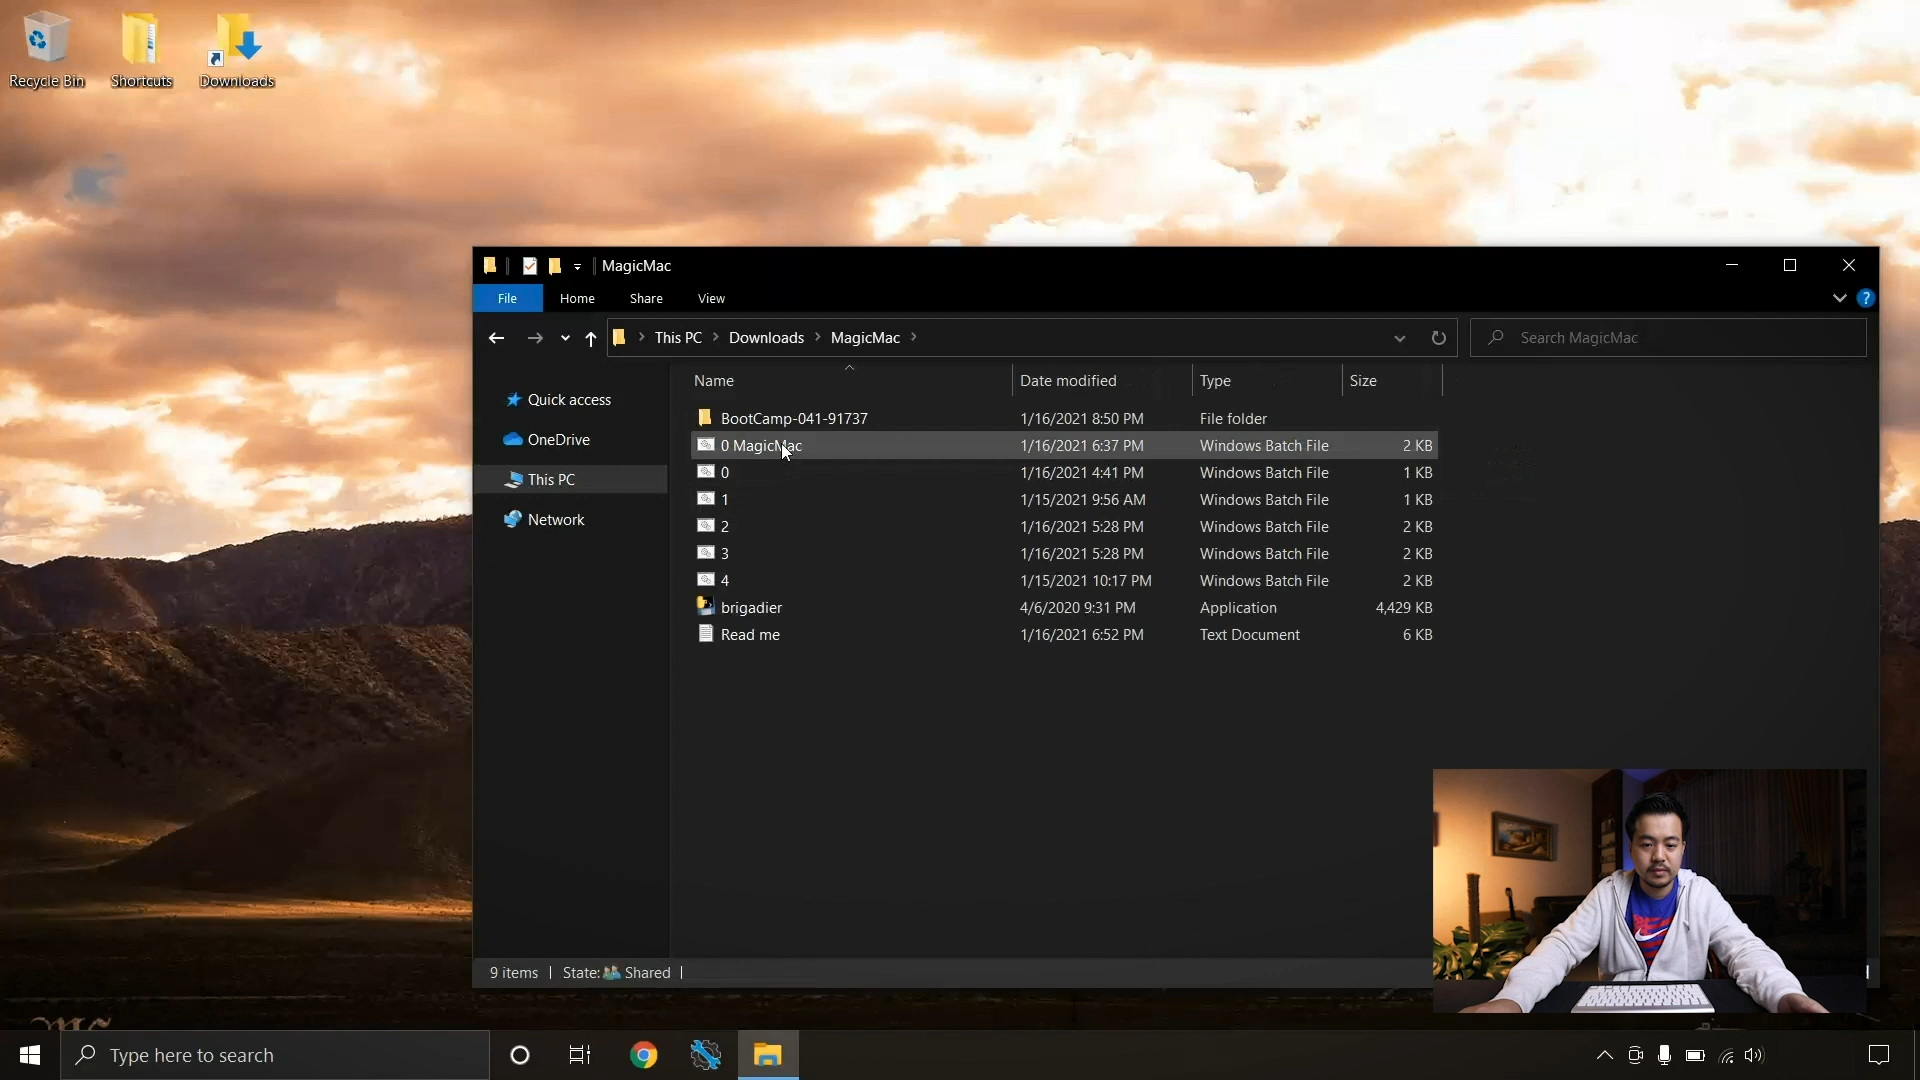 Recycle Bin
Shortcuts
Downloads
MagicMac
File
Home
Share
View
?
This PC
Downloads
MagicMac
Search MagicMac
Name
Date modified
Type
Size
Quick access
OneDrive
This PC
Network
BootCamp-041-91737 1/16/2021 8:50 PM File folder
0 MagicMac 1/16/2021 6:37 PM Windows Batch File 2 KB
0 1/16/2021 4:41 PM Windows Batch File 1 KB
1 1/15/2021 9:56 AM Windows Batch File 1 KB
2 1/16/2021 5:28 PM Windows Batch File 2 KB
3 1/16/2021 5:28 PM Windows Batch File 2 KB
4 1/15/2021 10:17 PM Windows Batch File 2 KB
brigadier 4/6/2020 9:31 PM Application 4,429 KB
Read me 1/16/2021 6:52 PM Text Document 6 KB
9 items
State: Shared
Type here to search